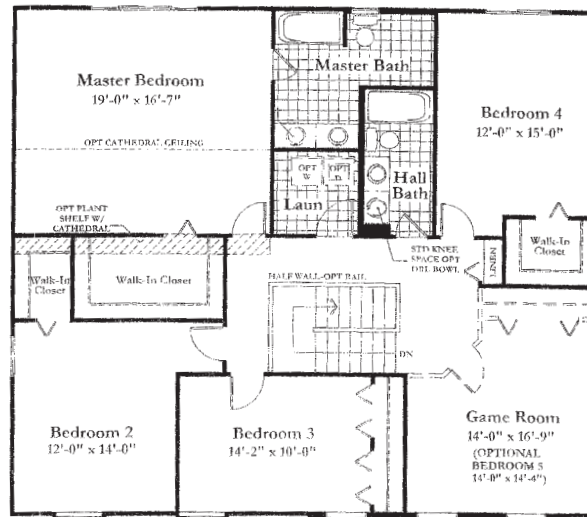 Master Bedroom
19'-0" x 16'-7"
OPT CATHEDRAL CEILING
OPT PLANT
SHELF W/
CATHEDRAL
Master Bath
Bedroom 4
12'-0" x 15'-0"
OPT
W
OPT
D
Laun
Hall
Bath
STD KNEE
SPACE OPT
DBL BOWL
LINEN
Walk-In
Closet
Walk-In
Closet
Walk-In Closet
HALF WALL-OPT RAIL
DN
Bedroom 2
12'-0" x 14'-0"
Bedroom 3
14'-2" x 10'-0"
Game Room
14'-0" x 16'-9"
(OPTIONAL
BEDROOM 5
14'-0" x 14'-4")